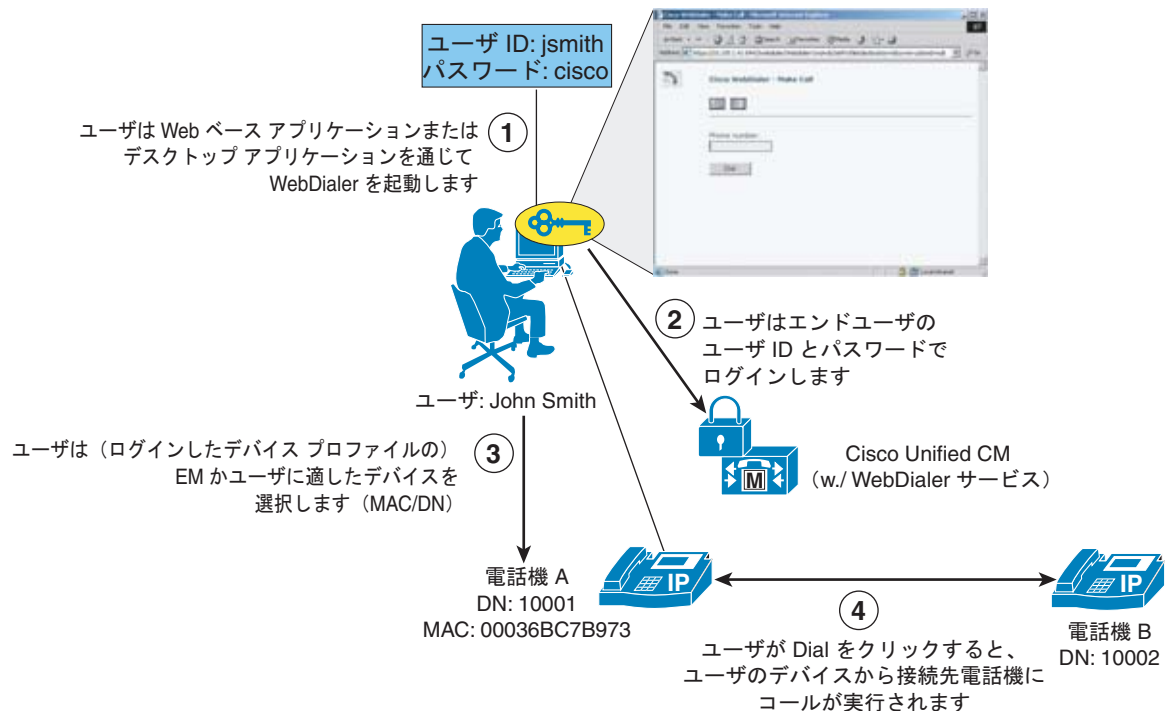 ユーザ ID: jsmith
パスワード: cisco
ユーザは Web ベース アプリケーションまたは
デスクトップ アプリケーションを通じて
WebDialer を起動します
1
Cisco WebDialer - Make Call
Phone number
Dial
2
ユーザはエンドユーザの
ユーザ ID とパスワードで
ログインします
ユーザ: John Smith
ユーザは（ログインしたデバイス プロファイルの）
EM かユーザに適したデバイスを
選択します（MAC/DN）
3
M
Cisco Unified CM
（w./ WebDialer サービス）
電話機 A
DN: 10001
MAC: 00036BC7B973
IP
IP
4
ユーザが Dial をクリックすると、
ユーザのデバイスから接続先電話機に
コールが実行されます
電話機 B
DN: 10002